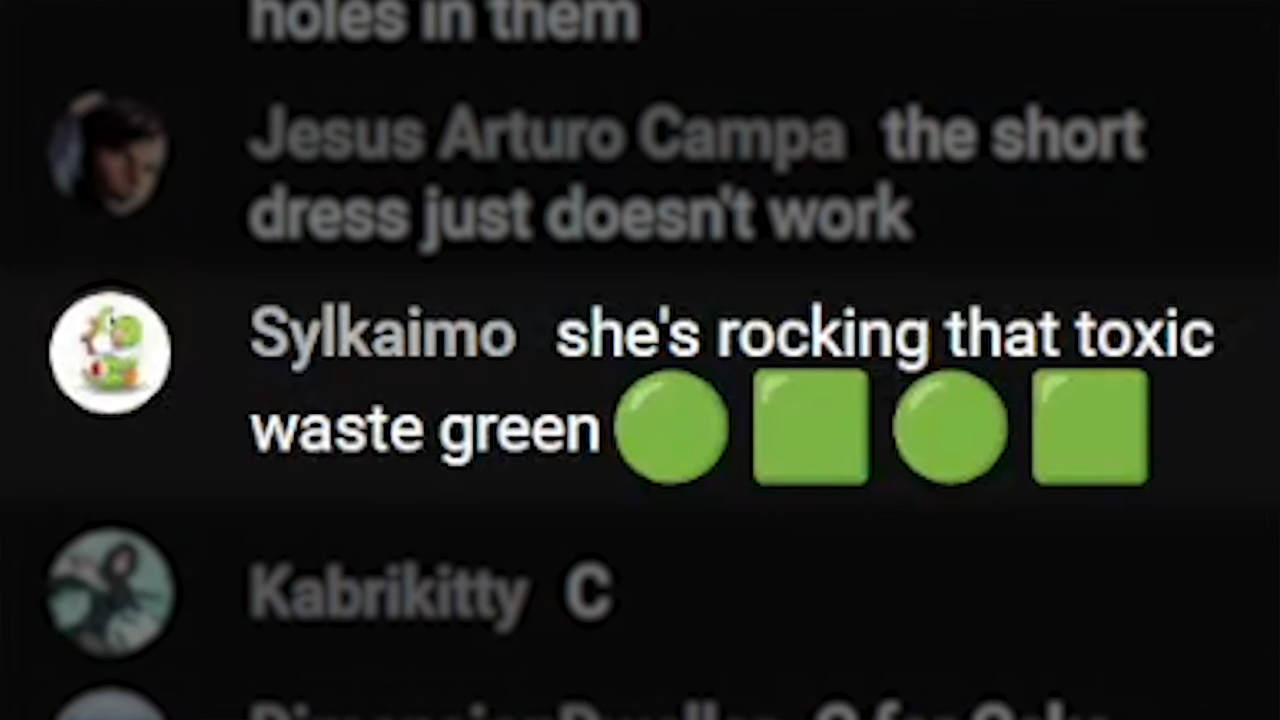 holes in them
Jesus Arturo Campa the short
dress just doesn't work
Sylkaimo she's rocking that toxic
waste green 🟢 🟩 🟢 🟩
Kabrikitty C